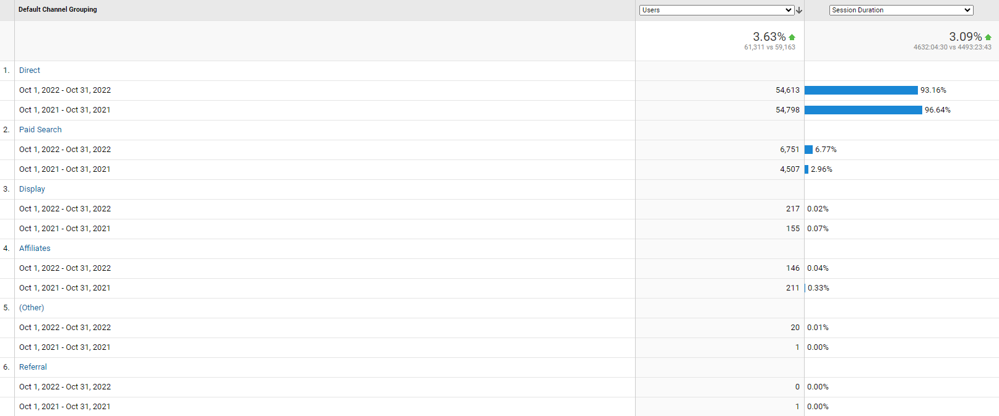 Default Channel Grouping Users Session Duration
3.63% 3.09%
61,311 vs 59,163 4632:04:30 vs 4493:23:43
1. Direct
Oct 1, 2022 - Oct 31, 2022 54,613 93.16%
Oct 1, 2021 - Oct 31, 2021 54,798 96.64%
2. Paid Search
Oct 1, 2022 - Oct 31, 2022 6,751 6.77%
Oct 1, 2021 - Oct 31, 2021 4,507 2.96%
3. Display
Oct 1, 2022 - Oct 31, 2022 217 0.02%
Oct 1, 2021 - Oct 31, 2021 155 0.07%
4. Affiliates
Oct 1, 2022 - Oct 31, 2022 146 0.04%
Oct 1, 2021 - Oct 31, 2021 211 0.33%
5. (Other)
Oct 1, 2022 - Oct 31, 2022 20 0.01%
Oct 1, 2021 - Oct 31, 2021 1 0.00%
6. Referral
Oct 1, 2022 - Oct 31, 2022 0 0.00%
Oct 1, 2021 - Oct 31, 2021 1 0.00%